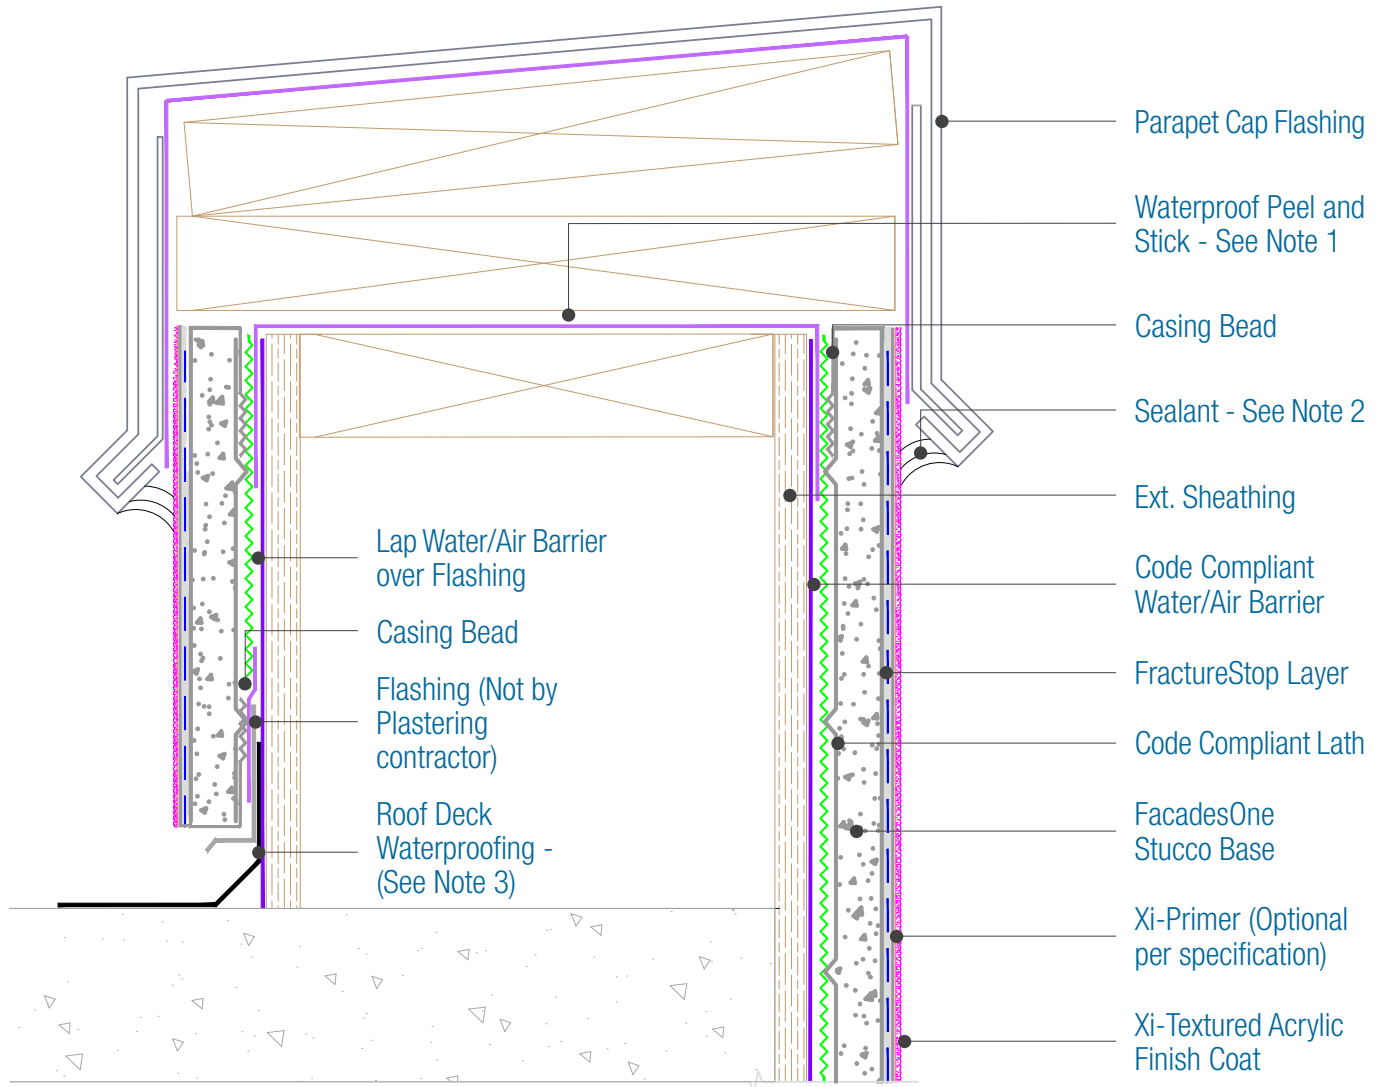 Parapet Cap Flashing
Waterproof Peel and
Stick - See Note 1
Casing Bead
Sealant - See Note 2
Ext. Sheathing
Code Compliant
Water/Air Barrier
FractureStop Layer
Code Compliant Lath
FacadesOne
Stucco Base
Xi-Primer (Optional
per specification)
Xi-Textured Acrylic
Finish Coat
Lap Water/Air Barrier
over Flashing
Casing Bead
Flashing (Not by
Plastering
contractor)
Roof Deck
Waterproofing -
(See Note 3)